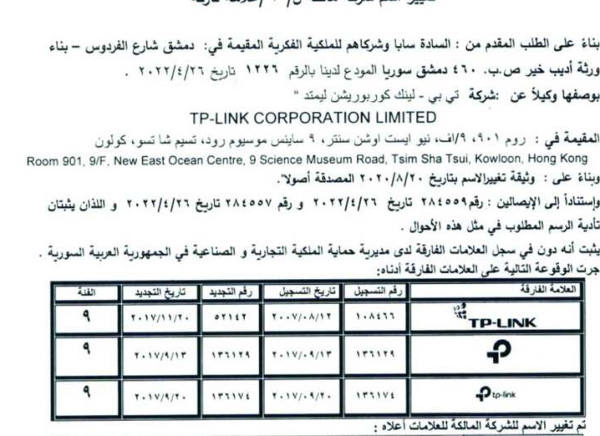 بناءً على الطلب المقدم من : السادة سابا وشركاهم للملكية الفكرية المقيمة في: دمشق شارع الفردوس – بناء
ورثة أديب خير ص.ب. ٤٦٠ دمشق سوريا المودع لدينا بالرقم ١٢٢٦ تاريخ ٢٠٢٢/٤/٢٦ .
بوصفها وكيلاً عن :شركة تي بي - لينك كوربوريشن ليمتد "
TP-LINK CORPORATION LIMITED
المقيمة في : روم ٩٠١، ٩/اف، نيو ايست اوشن سنتر، ٩ ساينس موسيوم رود، تسيم شا تسو، كولون
Room 901, 9/F, New East Ocean Centre, 9 Science Museum Road, Tsim Sha Tsui, Kowloon, Hong Kong
وبناءً على : وثيقة تغييرالاسم بتاريخ ٢٠٢٠/٨/٢٠ المصدقة أصولا".
وإستناداً إلى الإيصالين : رقم ٢٨٤٥٥٩ تاريخ ٢٠٢٢/٤/٢٦ و رقم ٢٨٤٥٥٧ تاريخ ٢٠٢٢/٤/٢٦ و اللذان يثبتان
تأدية الرسم المطلوب في مثل هذه الأحوال .
يثبت أنه دون في سجل العلامات الفارقة لدى مديرية حماية الملكية التجارية و الصناعية في الجمهورية العربية السورية .
جرت الوقوعة التالية على العلامات الفارقة أدناه:
العلامة الفارقة رقم التسجيل تاريخ التسجيل رقم التجديد تاريخ التجديد الفئة
TP-LINK ١٠٨٤٦٦ ٢٠٠٧/٠٨/١٢ ٥٢١٤٢ ٢٠١٧/١١/٢٠ ٩
١٣٦١٢٩ ٢٠١٧/٠٩/١٣ ١٣٦١٢٩ ٢٠١٧/٩/١٣ ٩
tp-link ١٣٦١٧٤ ٢٠١٧/٠٩/٢٠ ١٣٦١٧٤ ٢٠١٧/٩/٢٠ ٩
تم تغيير الاسم للشركة المالكة للعلامات أعلاه :